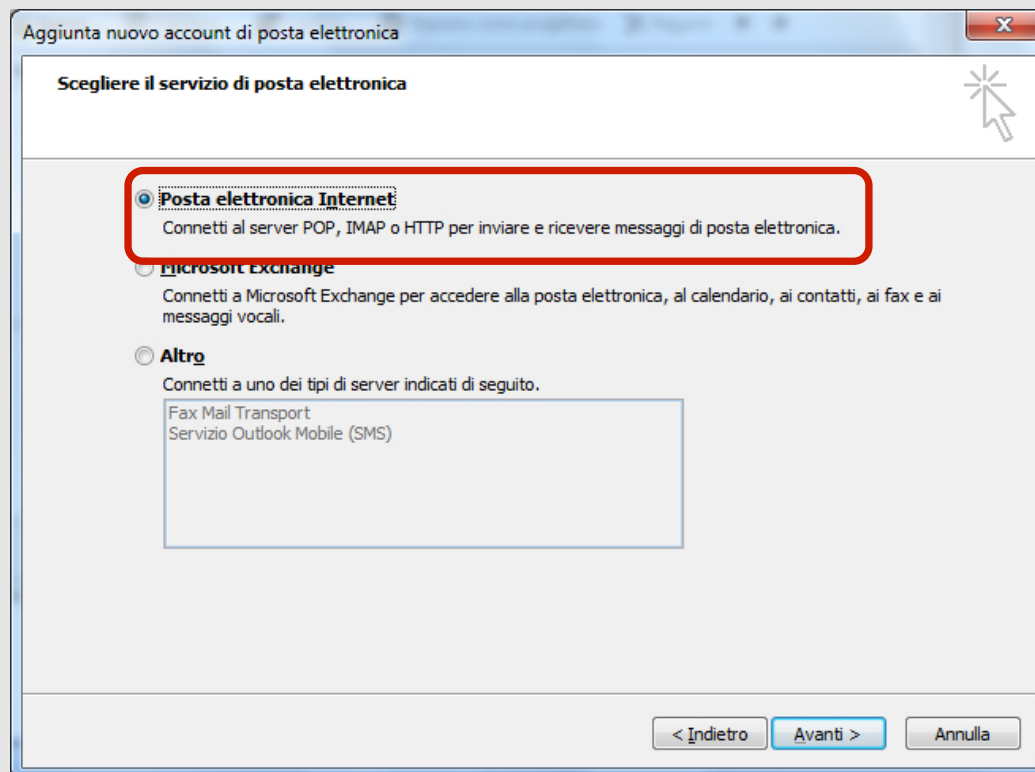 Aggiunta nuovo account di posta elettronica
Scegliere il servizio di posta elettronica
Posta elettronica Internet
Connetti al server POP, IMAP o HTTP per inviare e ricevere messaggi di posta elettronica.
Microsoft Exchange
Connetti a Microsoft Exchange per accedere alla posta elettronica, al calendario, ai contatti, ai fax e ai
messaggi vocali.
Altro
Connetti a uno dei tipi di server indicati di seguito.
Fax Mail Transport
Servizio Outlook Mobile (SMS)
< Indietro Avanti > Annulla